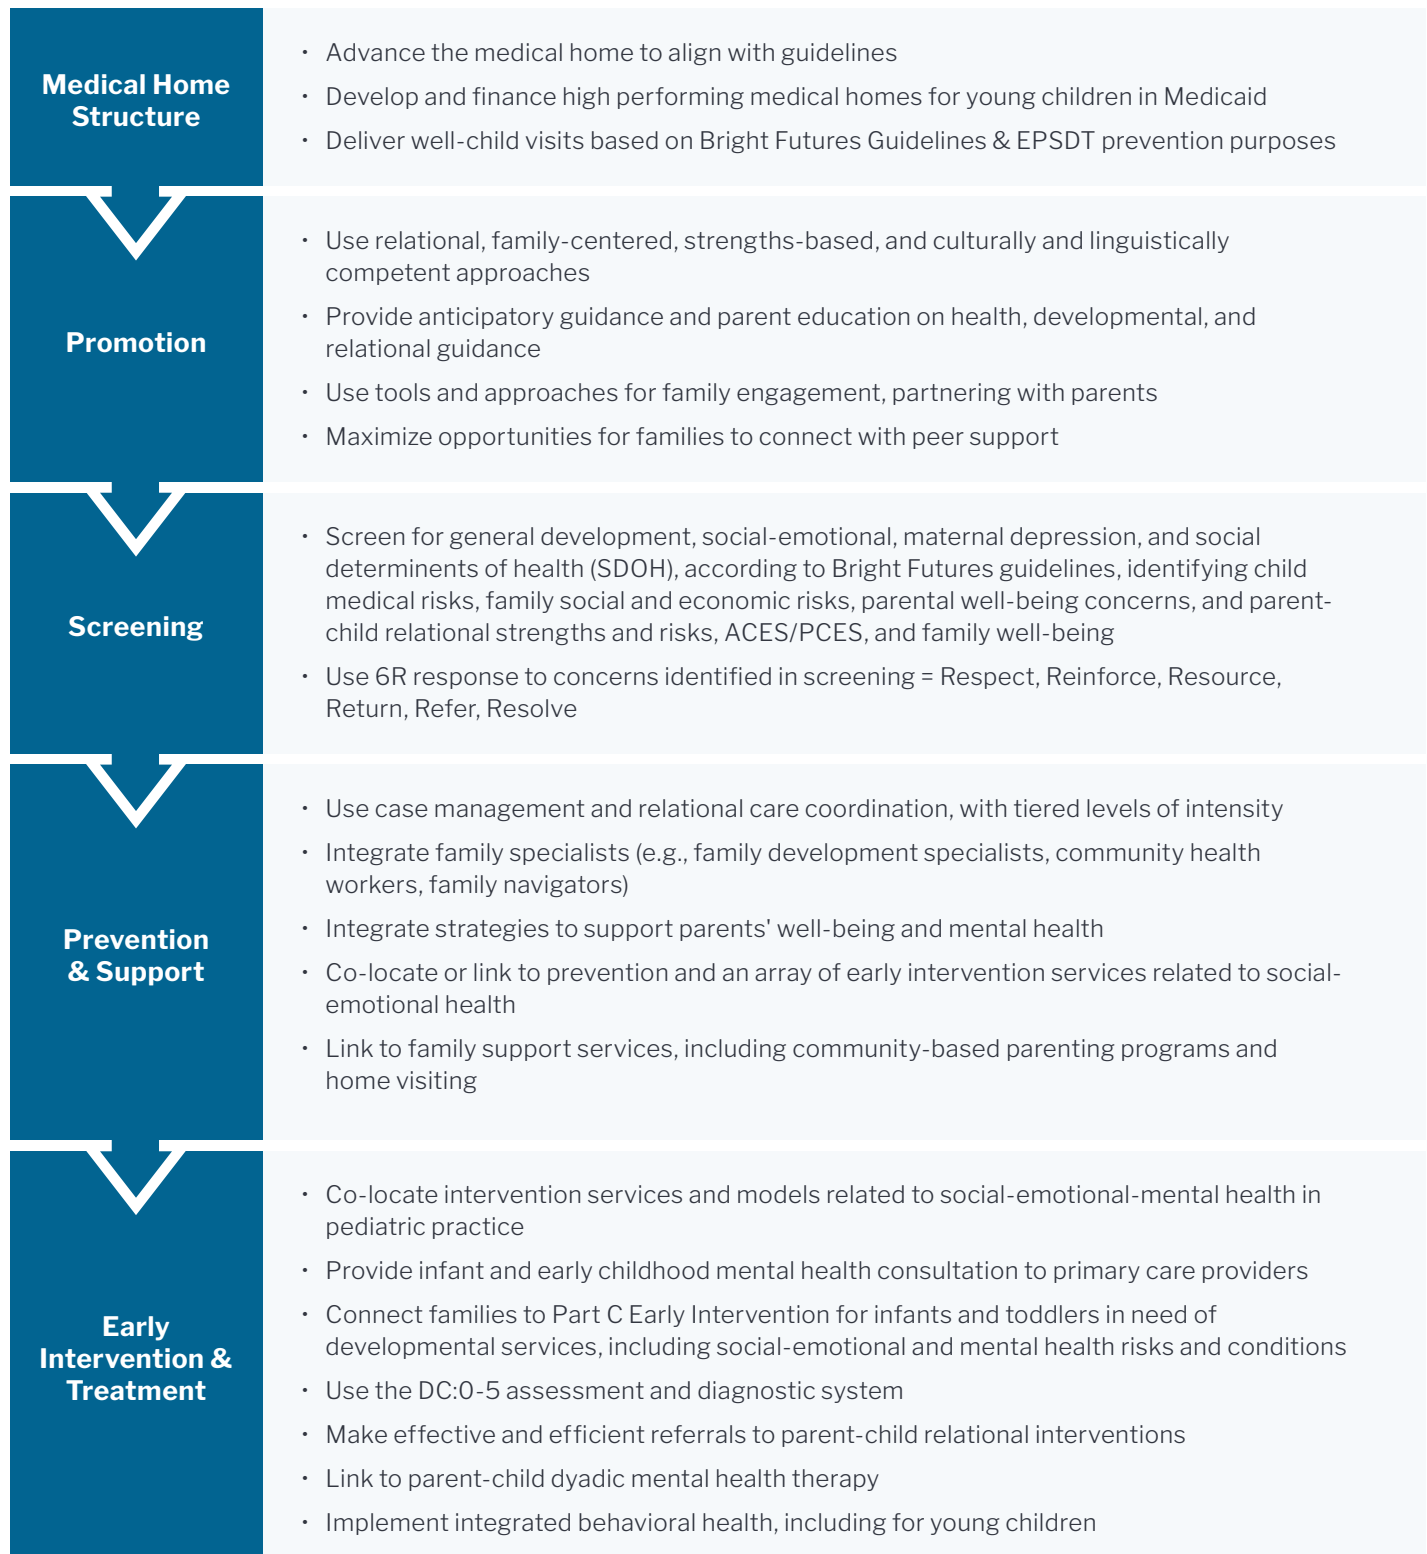 Medical Home
Structure
• Advance the medical home to align with guidelines
• Develop and finance high performing medical homes for young children in Medicaid
• Deliver well-child visits based on Bright Futures Guidelines & EPSDT prevention purposes
Promotion
• Use relational, family-centered, strengths-based, and culturally and linguistically
competent approaches
• Provide anticipatory guidance and parent education on health, developmental, and
relational guidance
• Use tools and approaches for family engagement, partnering with parents
• Maximize opportunities for families to connect with peer support
Screening
• Screen for general development, social-emotional, maternal depression, and social
determinents of health (SDOH), according to Bright Futures guidelines, identifying child
medical risks, family social and economic risks, parental well-being concerns, and parent-
child relational strengths and risks, ACES/PCES, and family well-being
• Use 6R response to concerns identified in screening = Respect, Reinforce, Resource,
Return, Refer, Resolve
Prevention
& Support
• Use case management and relational care coordination, with tiered levels of intensity
• Integrate family specialists (e.g., family development specialists, community health
workers, family navigators)
• Integrate strategies to support parents' well-being and mental health
• Co-locate or link to prevention and an array of early intervention services related to social-
emotional health
• Link to family support services, including community-based parenting programs and
home visiting
Early
Intervention &
Treatment
• Co-locate intervention services and models related to social-emotional-mental health in
pediatric practice
• Provide infant and early childhood mental health consultation to primary care providers
• Connect families to Part C Early Intervention for infants and toddlers in need of
developmental services, including social-emotional and mental health risks and conditions
• Use the DC:0-5 assessment and diagnostic system
• Make effective and efficient referrals to parent-child relational interventions
• Link to parent-child dyadic mental health therapy
• Implement integrated behavioral health, including for young children